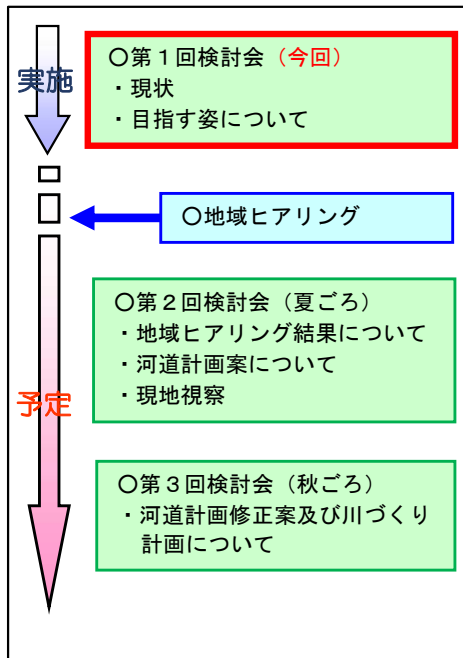 実施
〇第１回検討会（今回）
・現状
・目指す姿について
〇地域ヒアリング
予定
〇第２回検討会（夏ごろ）
・地域ヒアリング結果について
・河道計画案について
・現地視察
〇第３回検討会（秋ごろ）
・河道計画修正案及び川づくり
計画について